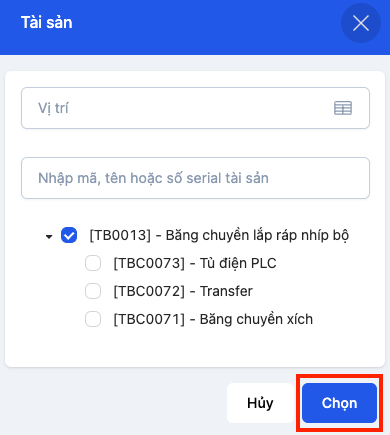 Tài sản
Vị trí
Nhập mã, tên hoặc số serial tài sản
[TB0013] - Băng chuyền lắp ráp nhíp bộ
[TBC0073] - Tủ điện PLC
[TBC0072] - Transfer
[TBC0071] - Băng chuyền xích
Hủy
Chọn